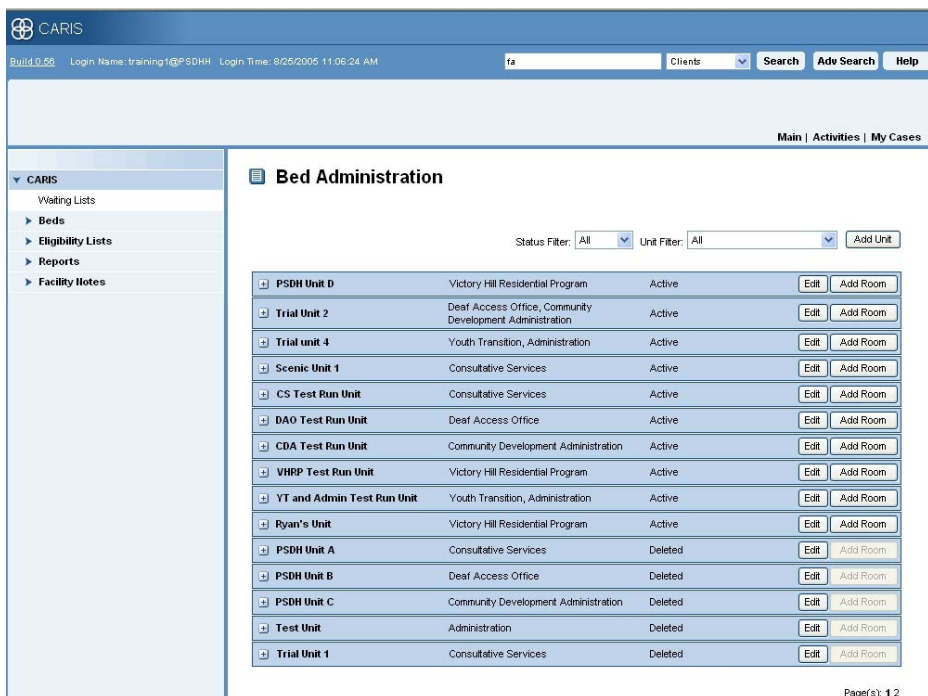 CARIS
Build 0.56 Login Name: training1@PSDHH Login Time: 8/25/2005 11:06:24 AM fa Clients Search Adv Search Help
Main | Activities | My Cases
CARIS
Waiting Lists
Beds
Eligibility Lists
Reports
Facility Notes
Bed Administration
Status Filter: All Unit Filter: All Add Unit
PSDH Unit D Victory Hill Residential Program Active Edit Add Room
Trial Unit 2 Deaf Access Office, Community Development Administration Active Edit Add Room
Trial unit 4 Youth Transition, Administration Active Edit Add Room
Scenic Unit 1 Consultative Services Active Edit Add Room
CS Test Run Unit Consultative Services Active Edit Add Room
DAO Test Run Unit Deaf Access Office Active Edit Add Room
CDA Test Run Unit Community Development Administration Active Edit Add Room
VHRP Test Run Unit Victory Hill Residential Program Active Edit Add Room
YT and Admin Test Run Unit Youth Transition, Administration Active Edit Add Room
Ryan's Unit Victory Hill Residential Program Active Edit Add Room
PSDH Unit A Consultative Services Deleted Edit Add Room
PSDH Unit B Deaf Access Office Deleted Edit Add Room
PSDH Unit C Community Development Administration Deleted Edit Add Room
Test Unit Administration Deleted Edit Add Room
Trial Unit 1 Consultative Services Deleted Edit Add Room
Page(s): 1 2